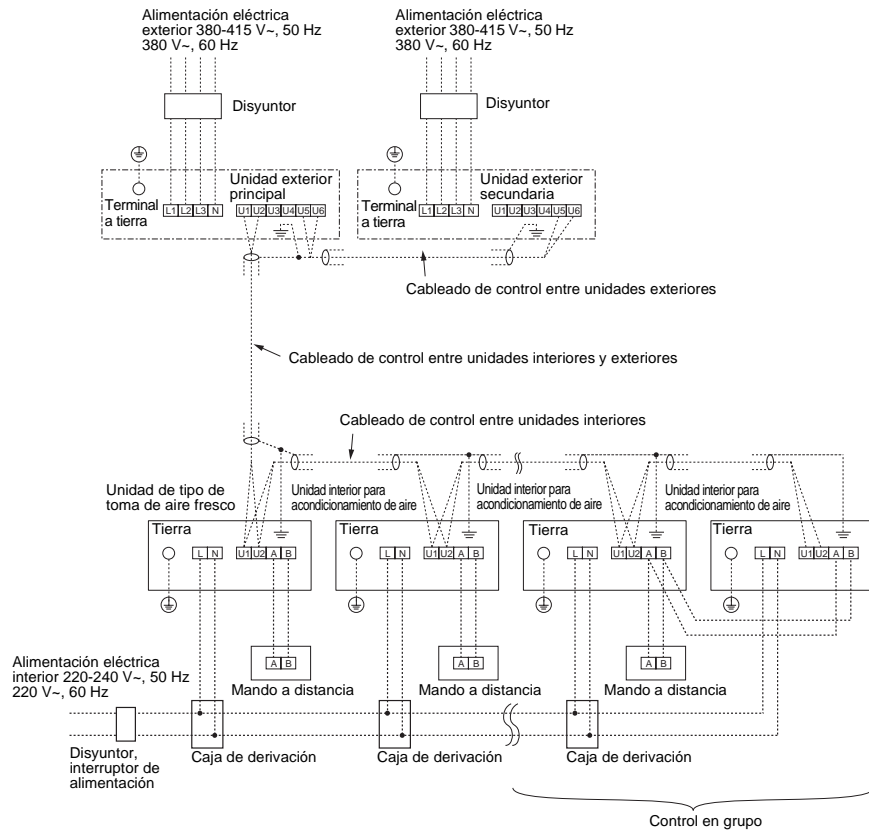 Alimentación eléctrica
exterior 380-415 V~, 50 Hz
380 V~, 60 Hz
Alimentación eléctrica
exterior 380-415 V~, 50 Hz
380 V~, 60 Hz
Disyuntor
Disyuntor
Unidad exterior
principal
Terminal
a tierra
L1 L2 L3 N
U1 U2 U3 U4 U5 U6
Unidad exterior
secundaria
Terminal
a tierra
L1 L2 L3 N
U1 U2 U3 U4 U5 U6
Cableado de control entre unidades exteriores
Cableado de control entre unidades interiores y exteriores
Cableado de control entre unidades interiores
Unidad de tipo de
toma de aire fresco
Unidad interior para
acondicionamiento de aire
Unidad interior para
acondicionamiento de aire
Unidad interior para
acondicionamiento de aire
Tierra
L N
U1 U2 A B
Tierra
L N
U1 U2 A B
Tierra
L N
U1 U2 A B
Tierra
L N
U1 U2 A B
A B
Mando a distancia
A B
Mando a distancia
A B
Mando a distancia
Alimentación eléctrica
interior 220-240 V~, 50 Hz
220 V~, 60 Hz
Disyuntor,
interruptor de
alimentación
Caja de derivación
Caja de derivación
Caja de derivación
Control en grupo